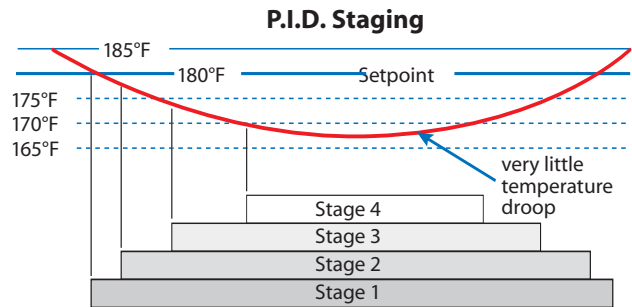 P.I.D. Staging
185°F
180°F
Setpoint
175°F
170°F
165°F
very little
temperature
droop
Stage 4
Stage 3
Stage 2
Stage 1